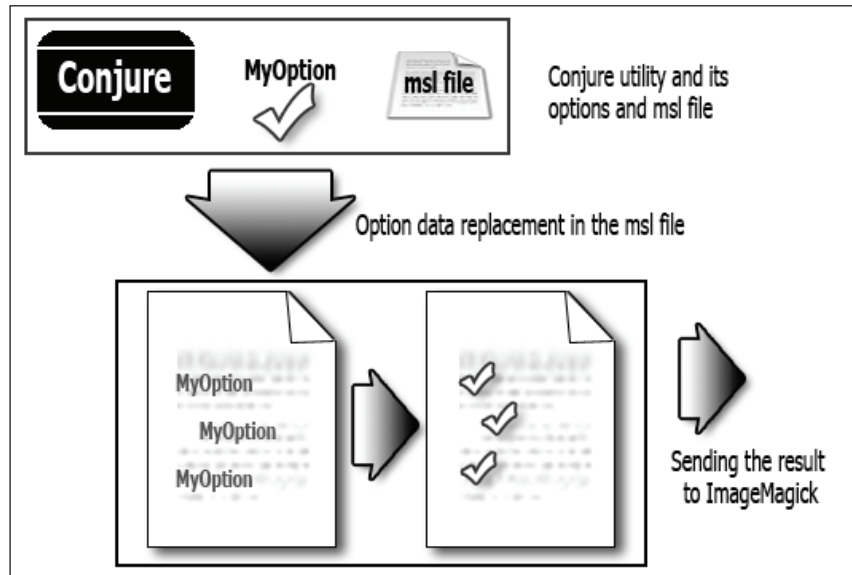 Conjure
MyOption
msl file
Conjure utility and its
options and msl file
Option data replacement in the msl file
MyOption
MyOption
MyOption
Sending the result
to ImageMagick